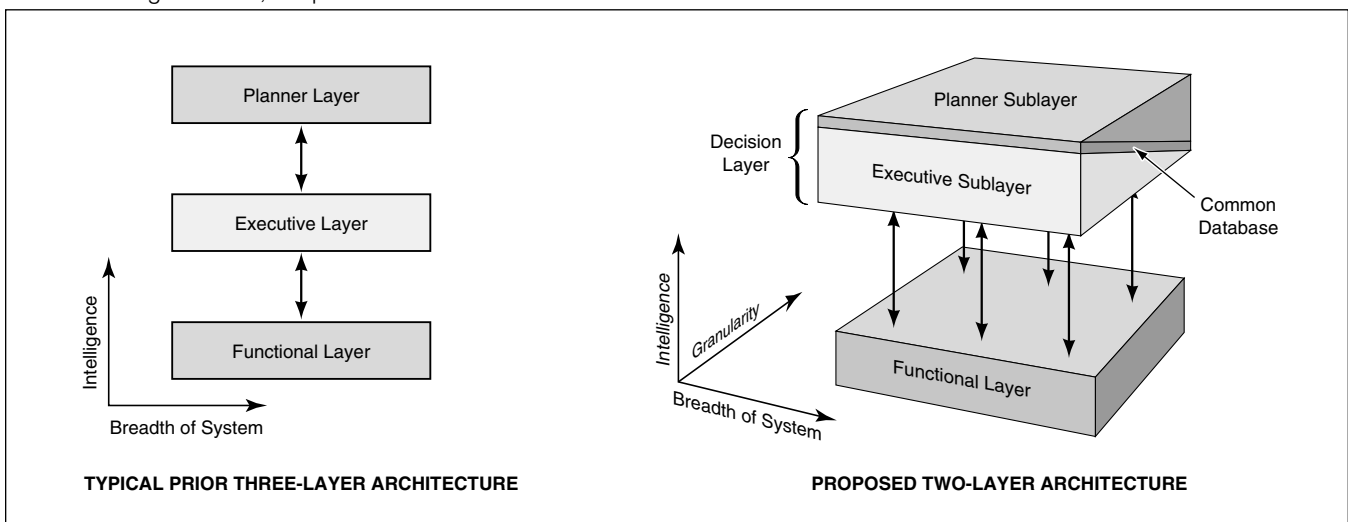 Planner Layer
Executive Layer
Functional Layer
Intelligence
Breadth of System
TYPICAL PRIOR THREE-LAYER ARCHITECTURE
Planner Sublayer
Decision
Layer
Executive Sublayer
Common
Database
Intelligence
Granularity
Functional Layer
Breadth of System
PROPOSED TWO-LAYER ARCHITECTURE